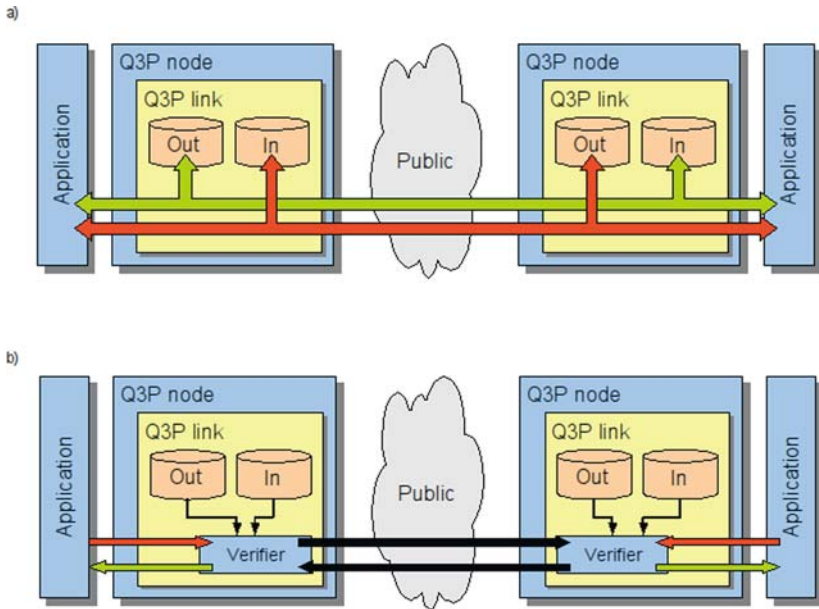 a)
Application
Q3P node
Q3P link
Out
In
Public
Q3P node
Q3P link
Out
In
Application
b)
Application
Q3P node
Q3P link
Out
In
Verifier
Public
Q3P node
Q3P link
Out
In
Verifier
Application